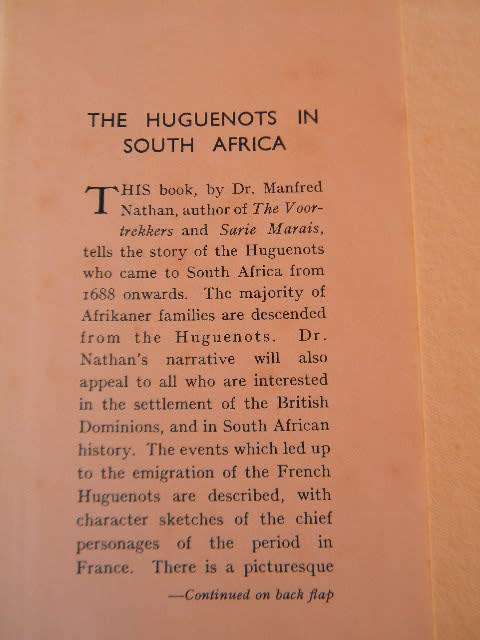 THE HUGUENOTS IN
SOUTH AFRICA
THIS book, by Dr. Manfred
Nathan, author of The Voor-
trekkers and Sarie Marais,
tells the story of the Huguenots
who came to South Africa from
1688 onwards. The majority of
Afrikaner families are descended
from the Huguenots. Dr.
Nathan's narrative will also
appeal to all who are interested
in the settlement of the British
Dominions, and in South African
history. The events which led up
to the emigration of the French
Huguenots are described, with
character sketches of the chief
personages of the period in
France. There is a picturesque
—Continued on back flap